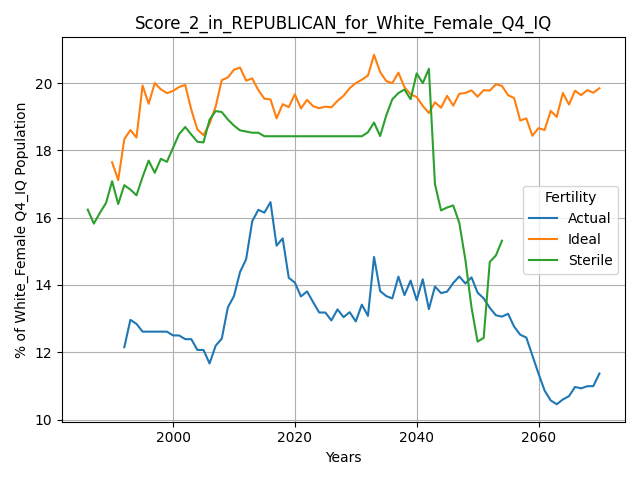 Score_2_in_REPUBLICAN_for_White_Female_Q4_IQ
% of White_Female Q4_IQ Population
20
18
16
14
12
10
Fertility
Actual
Ideal
Sterile
2000 2020 2040 2060
Years